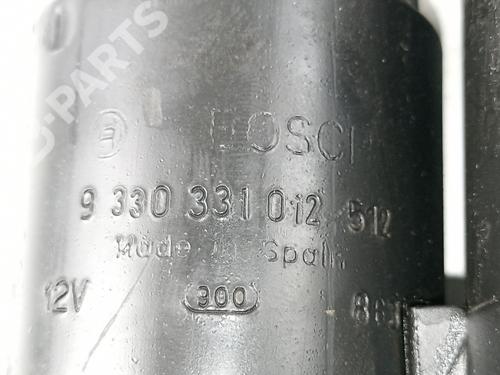 B-PARTS
BOSCH
9 330 331 012 512
Made in Spain
12V
300